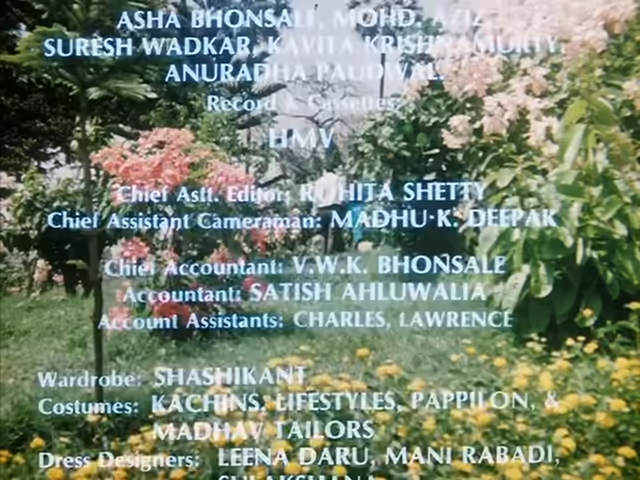 ASHA BHONSALE, MOHD. AZIZ,
SURESH WADKAR, KAVITA KRISHNAMURTY,
ANURADHA PAUDWAL.
Record & Cassettes:
HMV
Chief Astt. Editor: ROHITA SHETTY
Chief Assistant Cameraman: MADHU·K. DEEPAK
Chief Accountant: V.W.K. BHONSALE
Accountant: SATISH AHLUWALIA
Account Assistants: CHARLES, LAWRENCE
Wardrobe: SHASHIKANT
Costumes: KACHINS, LIFESTYLES, PAPPILON, &
MADHAV TAILORS
Dress Designers: LEENA DARU, MANI RABADI,